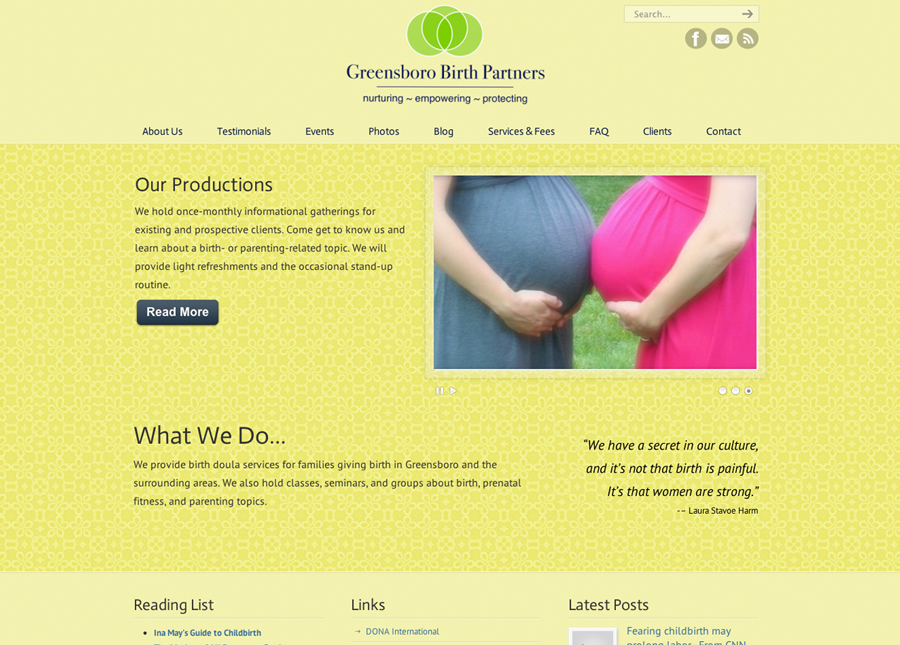 Search...
Greensboro Birth Partners
nurturing ~ empowering ~ protecting
About Us Testimonials Events Photos Blog Services & Fees FAQ Clients Contact
Our Productions
We hold once-monthly informational gatherings for
existing and prospective clients. Come get to know us and
learn about a birth- or parenting-related topic. We will
provide light refreshments and the occasional stand-up
routine.
Read More
What We Do...
We provide birth doula services for families giving birth in Greensboro and the
surrounding areas. We also hold classes, seminars, and groups about birth, prenatal
fitness, and parenting topics.
“We have a secret in our culture,
and it’s not that birth is painful.
It’s that women are strong.”
-– Laura Stavoe Harm
Reading List
Ina May's Guide to Childbirth
Links
→ DONA International
Latest Posts
Fearing childbirth may
prolong labor From CNN